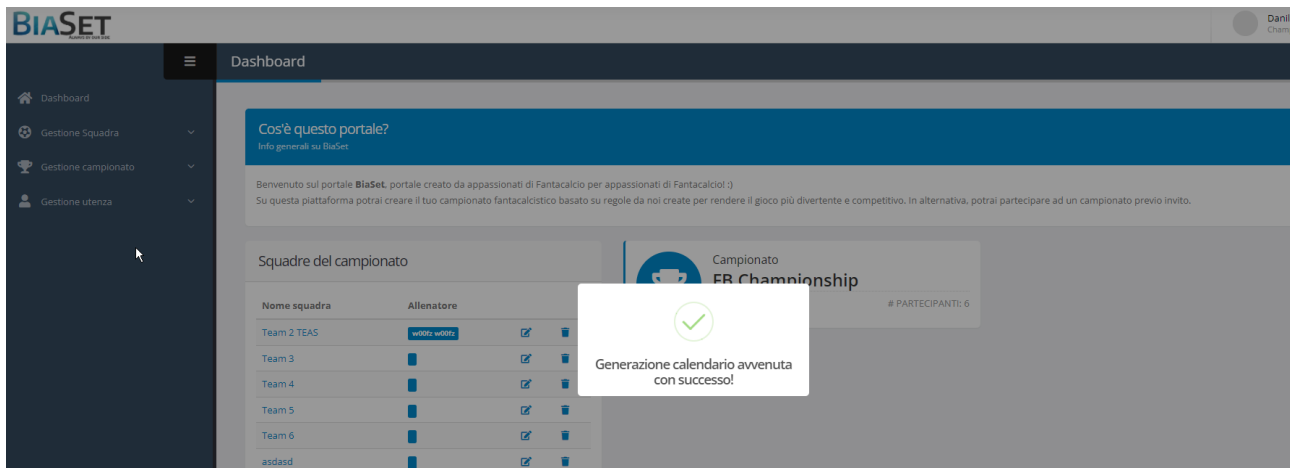 BIASET
Danil
Cham
Dashboard
Dashboard
Gestione Squadra
Gestione campionato
Gestione utenza
Cos'è questo portale?
Info generali su BiaSet
Benvenuto sul portale BiaSet, portale creato da appassionati di Fantacalcio per appassionati di Fantacalcio! :)
Su questa piattaforma potrai creare il tuo campionato fantacalcistico basato su regole da noi create per rendere il gioco più divertente e competitivo. In alternativa, potrai partecipare ad un campionato previo invito.
Squadre del campionato
Nome squadra Allenatore
Team 2 TEAS w00fz w00fz
Team 3
Team 4
Team 5
Team 6
asdasd
Campionato
FB Championship
# PARTECIPANTI: 6
Generazione calendario avvenuta
con successo!